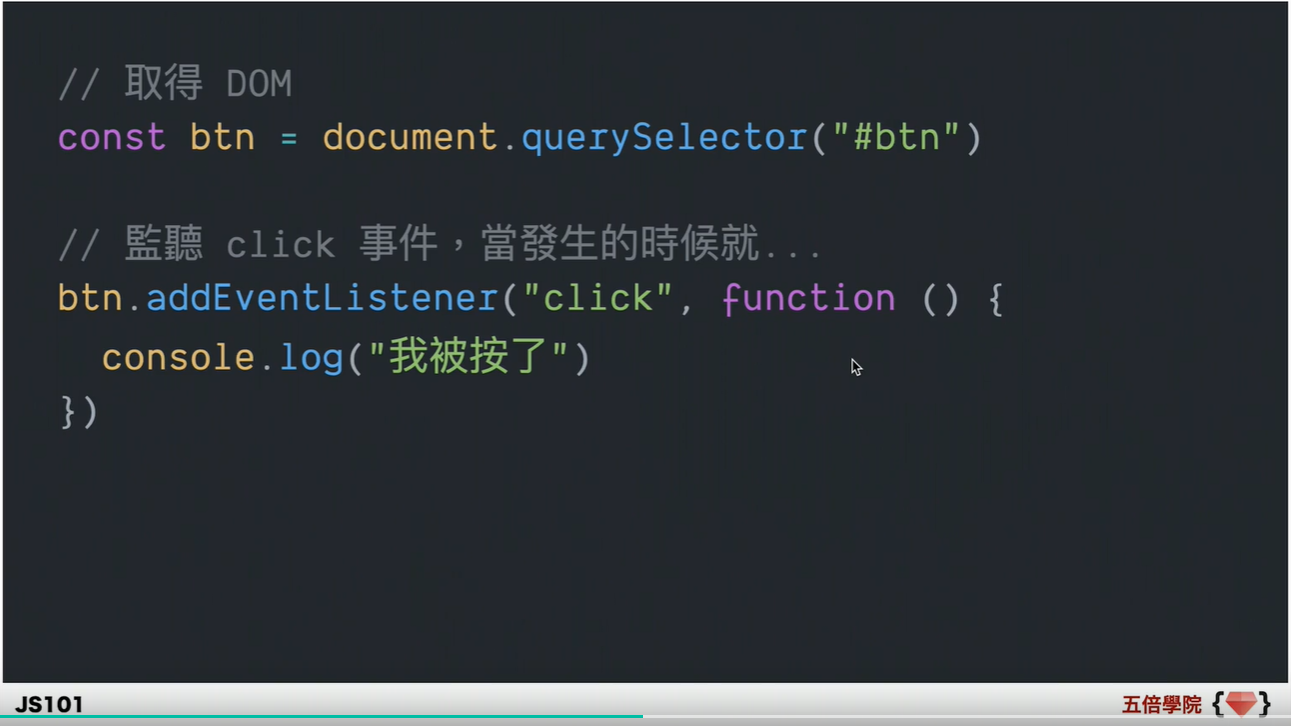 // 取得 DOM
const btn = document.querySelector("#btn")
// 監聽 click 事件，當發生的時候就...
btn.addEventListener("click", function () {
  console.log("我被按了")
})
JS101
五倍學院